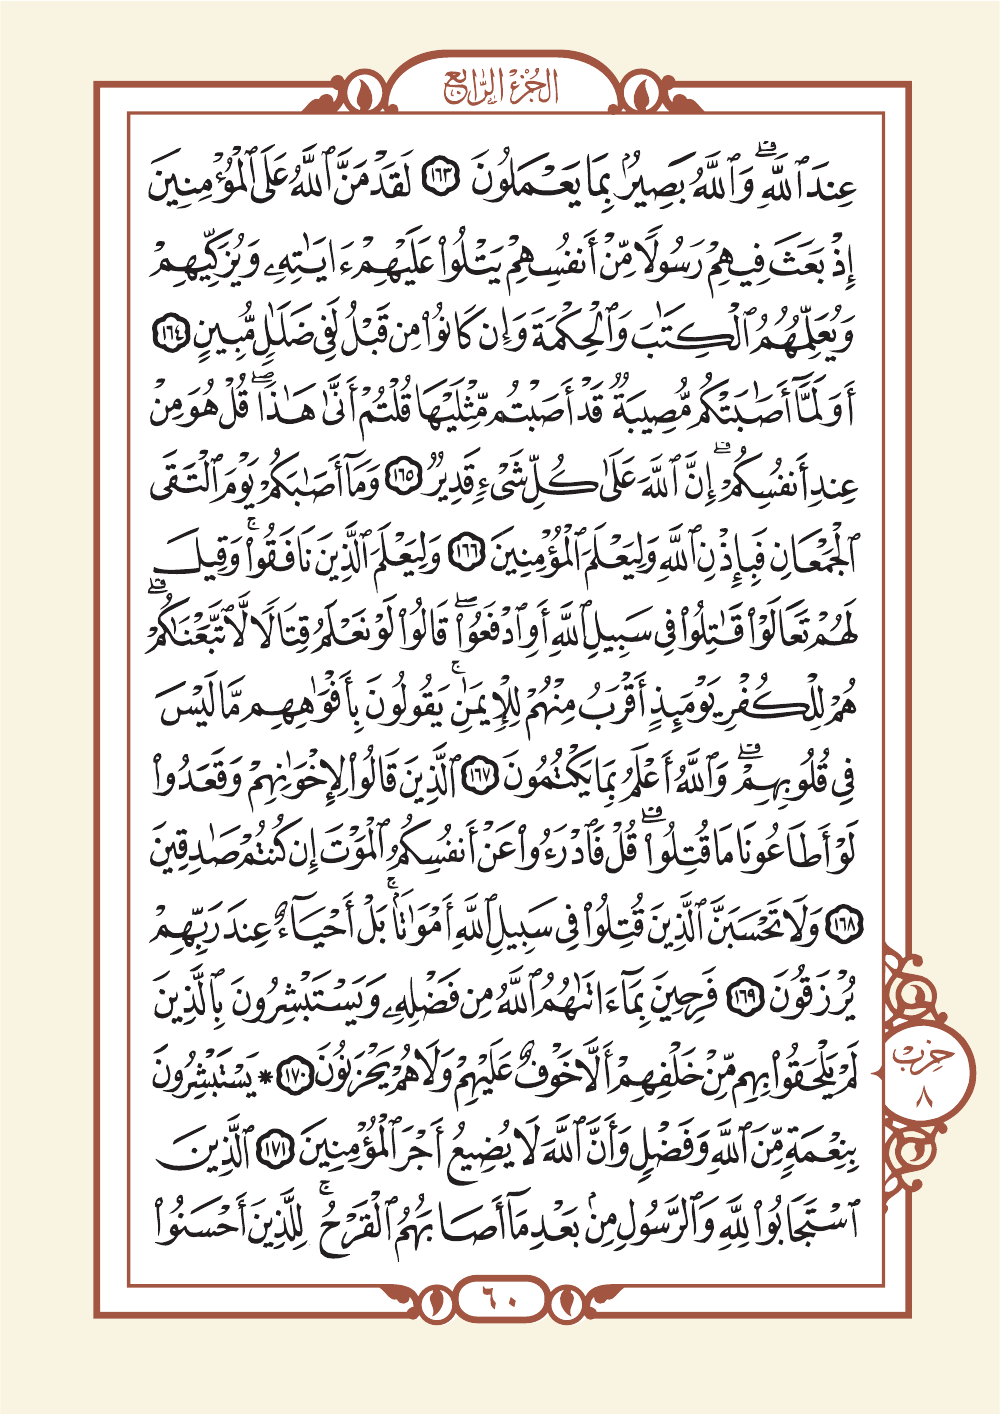 الجزء الرابع
عِندَ ٱللَّهِۗ وَٱللَّهُ بَصِيرُۢ بِمَا يَعۡمَلُونَ ١٦٣ لَقَدۡ مَنَّ ٱللَّهُ عَلَى ٱلۡمُؤۡمِنِينَ
إِذۡ بَعَثَ فِيهِمۡ رَسُولٗا مِّنۡ أَنفُسِهِمۡ يَتۡلُواْ عَلَيۡهِمۡ ءَايَٰتِهِۦ وَيُزَكِّيهِمۡ
وَيُعَلِّمُهُمُ ٱلۡكِتَٰبَ وَٱلۡحِكۡمَةَ وَإِن كَانُواْ مِن قَبۡلُ لَفِي ضَلَٰلٖ مُّبِينٍ ١٦٤
أَوَلَمَّآ أَصَٰبَتۡكُم مُّصِيبَةٞ قَدۡ أَصَبۡتُم مِّثۡلَيۡهَا قُلۡتُمۡ أَنَّىٰ هَٰذَاۖ قُلۡ هُوَ مِنۡ
عِندِ أَنفُسِكُمۡۗ إِنَّ ٱللَّهَ عَلَىٰ كُلِّ شَيۡءٖ قَدِيرٞ ١٦٥ وَمَآ أَصَٰبَكُمۡ يَوۡمَ ٱلۡتَقَى
ٱلۡجَمۡعَانِ فَبِإِذۡنِ ٱللَّهِ وَلِيَعۡلَمَ ٱلۡمُؤۡمِنِينَ ١٦٦ وَلِيَعۡلَمَ ٱلَّذِينَ نَافَقُواْۚ وَقِيلَ
لَهُمۡ تَعَالَوۡاْ قَٰتِلُواْ فِي سَبِيلِ ٱللَّهِ أَوِ ٱدۡفَعُواْۖ قَالُواْ لَوۡ نَعۡلَمُ قِتَالٗا لَّٱتَّبَعۡنَٰكُمۡۗ
هُمۡ لِلۡكُفۡرِ يَوۡمَئِذٍ أَقۡرَبُ مِنۡهُمۡ لِلۡإِيمَٰنِۚ يَقُولُونَ بِأَفۡوَٰهِهِم مَّا لَيۡسَ
فِي قُلُوبِهِمۡۗ وَٱللَّهُ أَعۡلَمُ بِمَا يَكۡتُمُونَ ١٦٧ ٱلَّذِينَ قَالُواْ لِإِخۡوَٰنِهِمۡ وَقَعَدُواْ
لَوۡ أَطَاعُونَا مَا قُتِلُواْۗ قُلۡ فَٱدۡرَءُواْ عَنۡ أَنفُسِكُمُ ٱلۡمَوۡتَ إِن كُنتُمۡ صَٰدِقِينَ
١٦٨ وَلَا تَحۡسَبَنَّ ٱلَّذِينَ قُتِلُواْ فِي سَبِيلِ ٱللَّهِ أَمۡوَٰتَۢاۚ بَلۡ أَحۡيَآءٌ عِندَ رَبِّهِمۡ
يُرۡزَقُونَ ١٦٩ فَرِحِينَ بِمَآ ءَاتَىٰهُمُ ٱللَّهُ مِن فَضۡلِهِۦ وَيَسۡتَبۡشِرُونَ بِٱلَّذِينَ
لَمۡ يَلۡحَقُواْ بِهِم مِّنۡ خَلۡفِهِمۡ أَلَّا خَوۡفٌ عَلَيۡهِمۡ وَلَا هُمۡ يَحۡزَنُونَ ١٧٠ * يَسۡتَبۡشِرُونَ
بِنِعۡمَةٖ مِّنَ ٱللَّهِ وَفَضۡلٖ وَأَنَّ ٱللَّهَ لَا يُضِيعُ أَجۡرَ ٱلۡمُؤۡمِنِينَ ١٧١ ٱلَّذِينَ
ٱسۡتَجَابُواْ لِلَّهِ وَٱلرَّسُولِ مِنۢ بَعۡدِ مَآ أَصَابَهُمُ ٱلۡقَرۡحُۚ لِلَّذِينَ أَحۡسَنُواْ
حزب
٨
٦٠